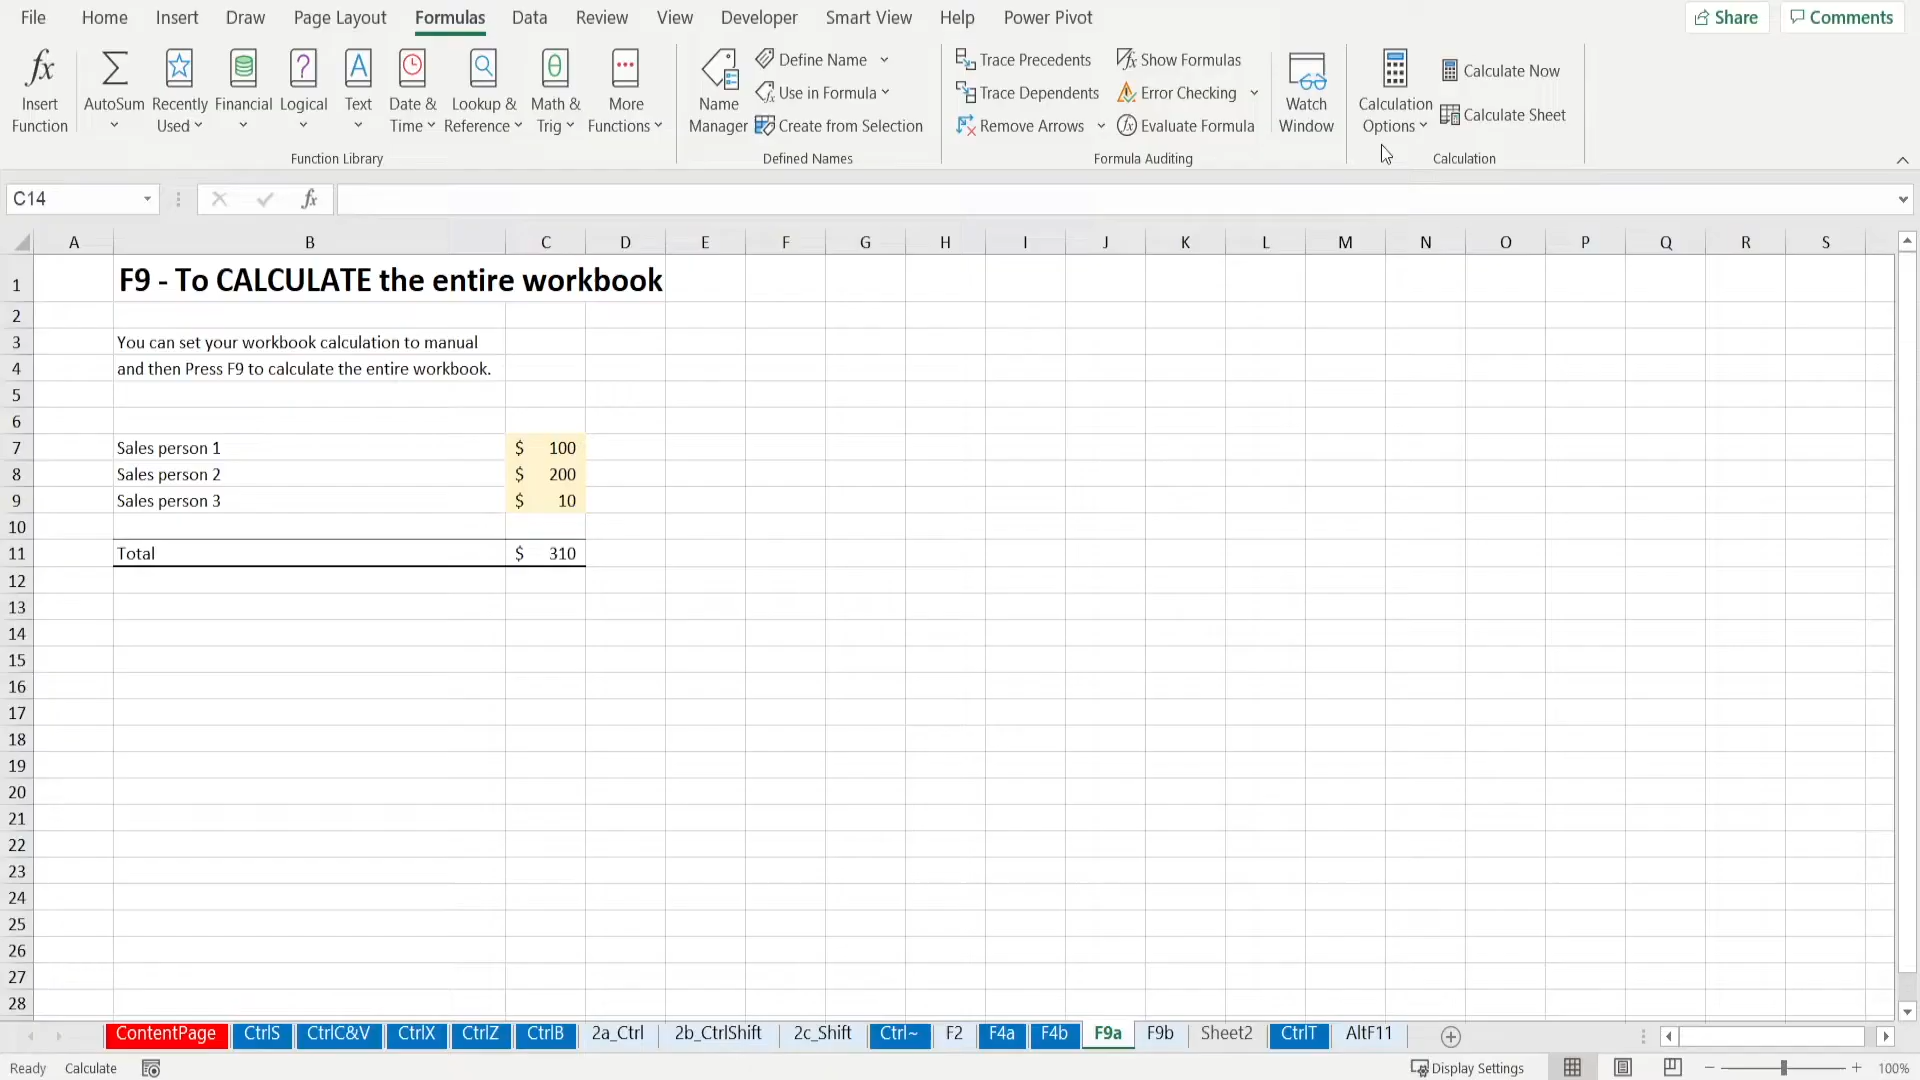 File Home Insert Draw Page Layout Formulas Data Review View Developer Smart View Help Power Pivot Share Comments
Insert Function AutoSum Recently Used Financial Logical Text Date & Time Lookup & Reference Math & Trig More Functions
Function Library
Name Manager Define Name Use in Formula Create from Selection
Defined Names
Trace Precedents Show Formulas
Trace Dependents Error Checking
Remove Arrows Evaluate Formula
Watch Window
Formula Auditing
Calculation Options Calculate Now
Calculate Sheet
Calculation
C14 fx
A B C D E F G H I J K L M N O P Q R S
1 F9 - To CALCULATE the entire workbook
2
3 You can set your workbook calculation to manual
4 and then Press F9 to calculate the entire workbook.
5
6
7 Sales person 1 $ 100
8 Sales person 2 $ 200
9 Sales person 3 $ 10
10
11 Total $ 310
12
13
14
15
16
17
18
19
20
21
22
23
24
25
26
27
28
ContentPage CtrlS CtrlC&V CtrlX CtrlZ CtrlB 2a_Ctrl 2b_CtrlShift 2c_Shift Ctrl~ F2 F4a F4b F9a F9b Sheet2 CtrlT AltF11
Ready Calculate Display Settings 100%